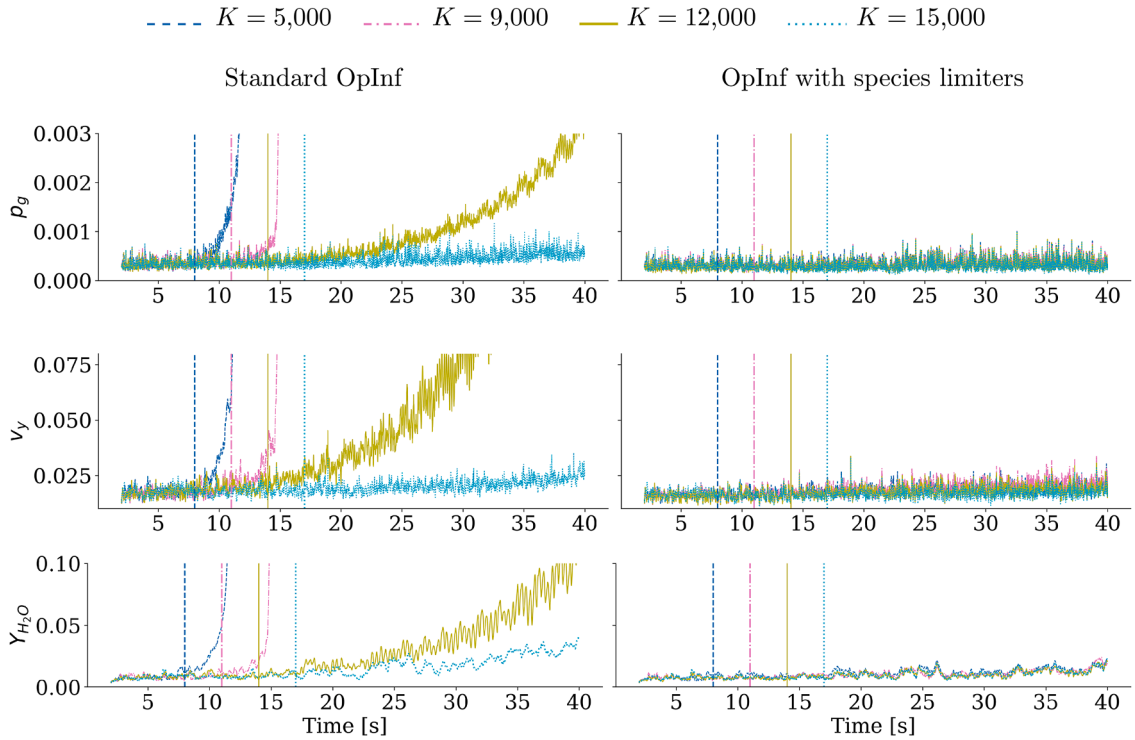 K = 5,000 K = 9,000 K = 12,000 K = 15,000
Standard OpInf OpInf with species limiters
0.003
0.002
0.001
0.000
p_g
5 10 15 20 25 30 35 40 5 10 15 20 25 30 35 40
0.075
0.050
0.025
v_y
5 10 15 20 25 30 35 40 5 10 15 20 25 30 35 40
0.10
0.05
0.00
Y_{H_2O}
5 10 15 20 25 30 35 40 5 10 15 20 25 30 35 40
Time [s] Time [s]